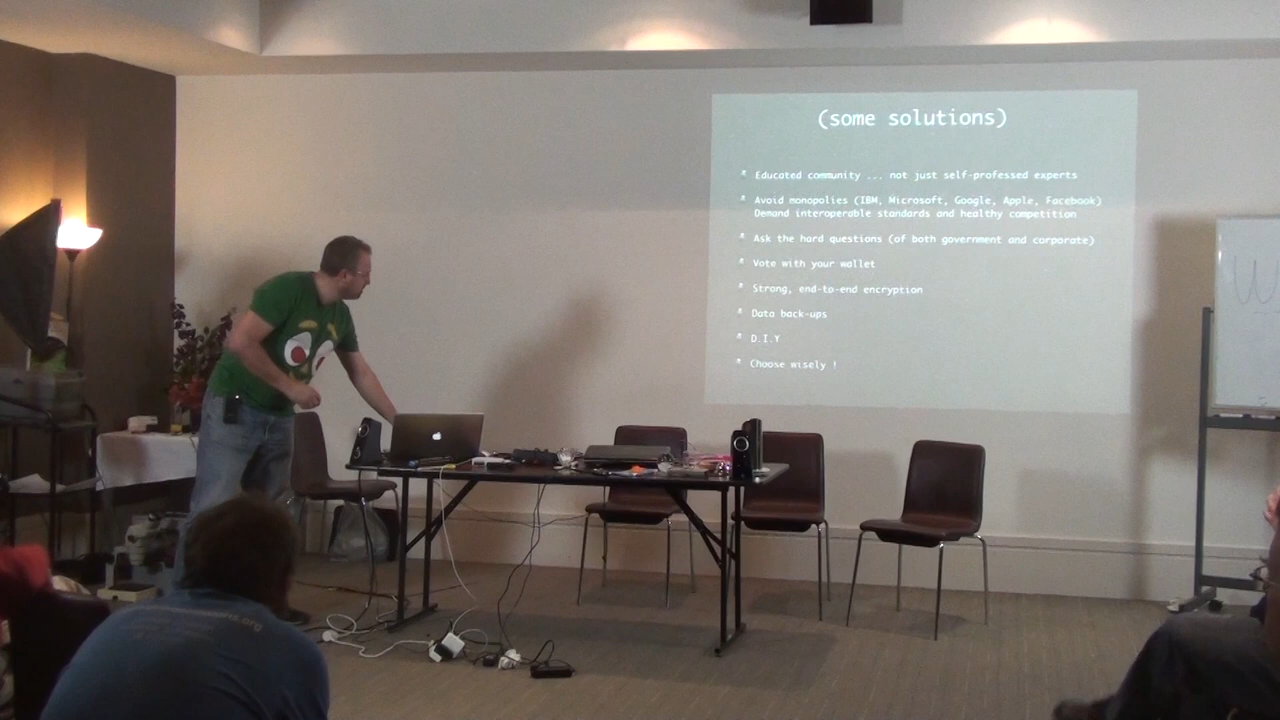 (some solutions)
Educated community ... not just self-professed experts
Avoid monopolies (IBM, Microsoft, Google, Apple, Facebook)
Demand interoperable standards and healthy competition
Ask the hard questions (of both government and corporate)
Vote with your wallet
Strong, end-to-end encryption
Data back-ups
D.I.Y
Choose wisely !